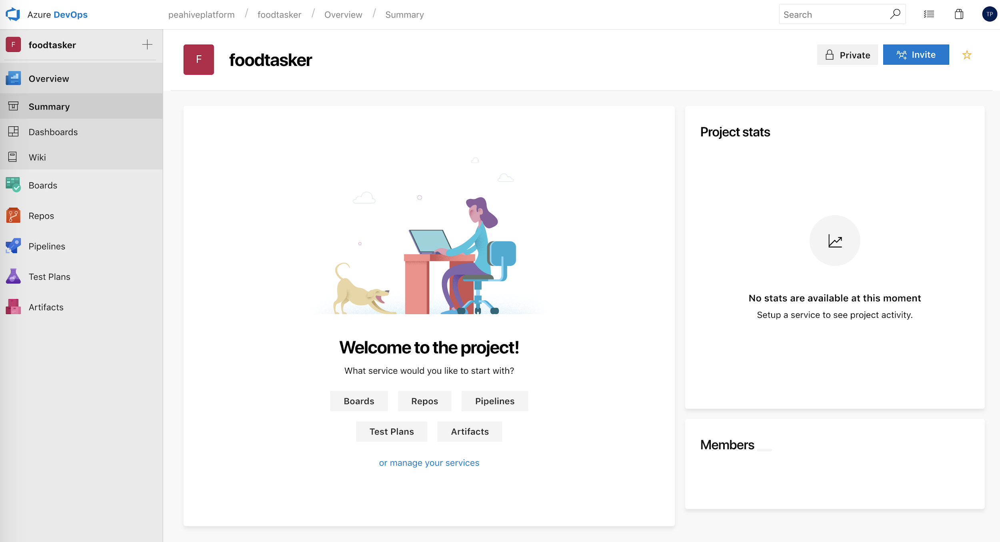 Azure DevOps
peahiveplatform / foodtasker / Overview / Summary
Search
TP
F foodtasker
Overview
Summary
Dashboards
Wiki
Boards
Repos
Pipelines
Test Plans
Artifacts
F foodtasker
Private
Invite
Welcome to the project!
What service would you like to start with?
Boards Repos Pipelines
Test Plans Artifacts
or manage your services
Project stats
No stats are available at this moment
Setup a service to see project activity.
Members